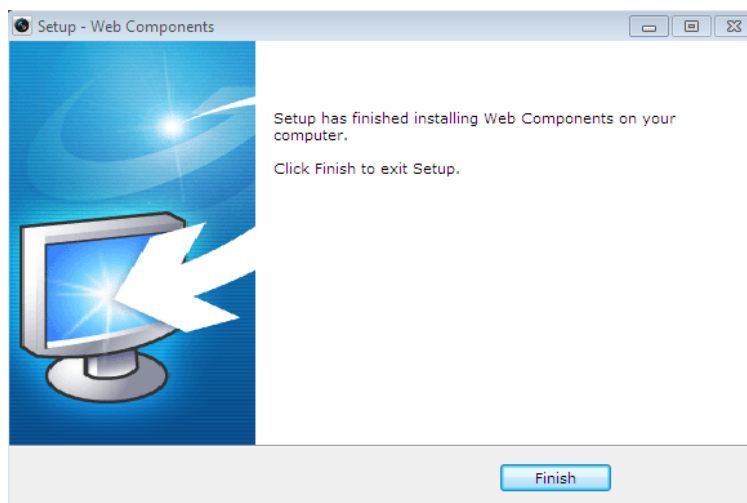 Setup - Web Components
Setup has finished installing Web Components on your
computer.
Click Finish to exit Setup.
Finish